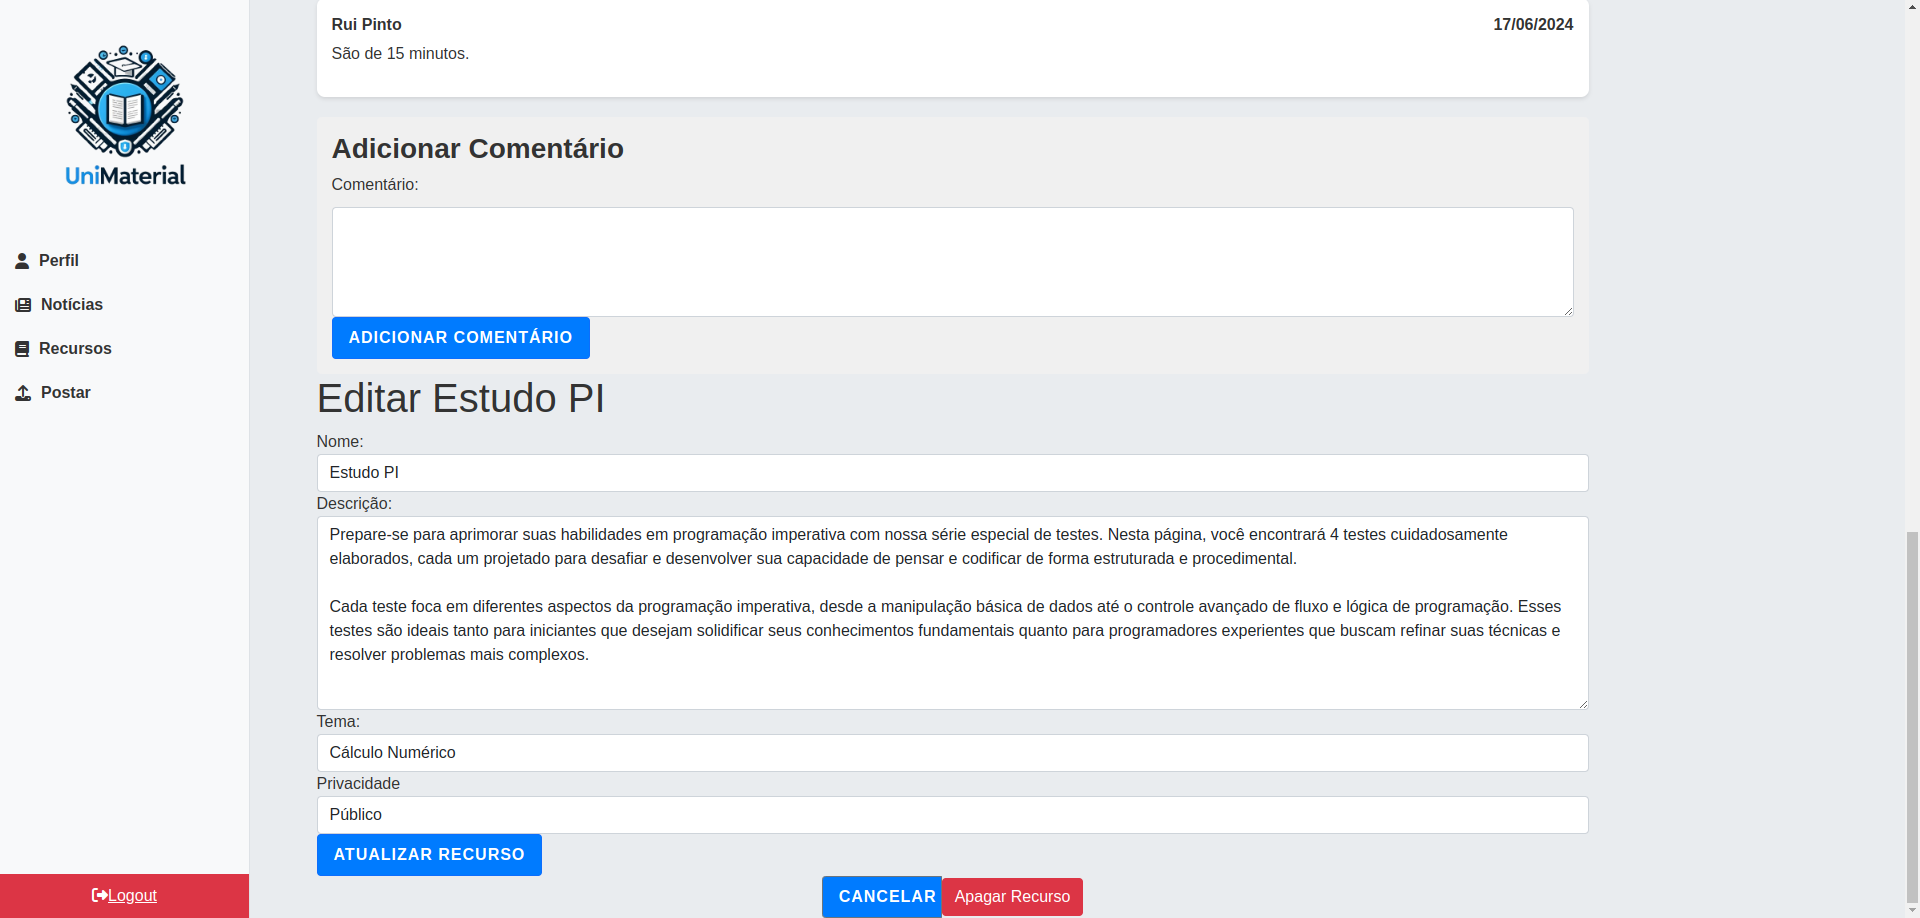 UniMaterial
Perfil
Notícias
Recursos
Postar
Logout
Rui Pinto 17/06/2024
São de 15 minutos.
Adicionar Comentário
Comentário:
ADICIONAR COMENTÁRIO
Editar Estudo PI
Nome:
Estudo PI
Descrição:
Prepare-se para aprimorar suas habilidades em programação imperativa com nossa série especial de testes. Nesta página, você encontrará 4 testes cuidadosamente
elaborados, cada um projetado para desafiar e desenvolver sua capacidade de pensar e codificar de forma estruturada e procedimental.
Cada teste foca em diferentes aspectos da programação imperativa, desde a manipulação básica de dados até o controle avançado de fluxo e lógica de programação. Esses
testes são ideais tanto para iniciantes que desejam solidificar seus conhecimentos fundamentais quanto para programadores experientes que buscam refinar suas técnicas e
resolver problemas mais complexos.
Tema:
Cálculo Numérico
Privacidade
Público
ATUALIZAR RECURSO
CANCELAR Apagar Recurso